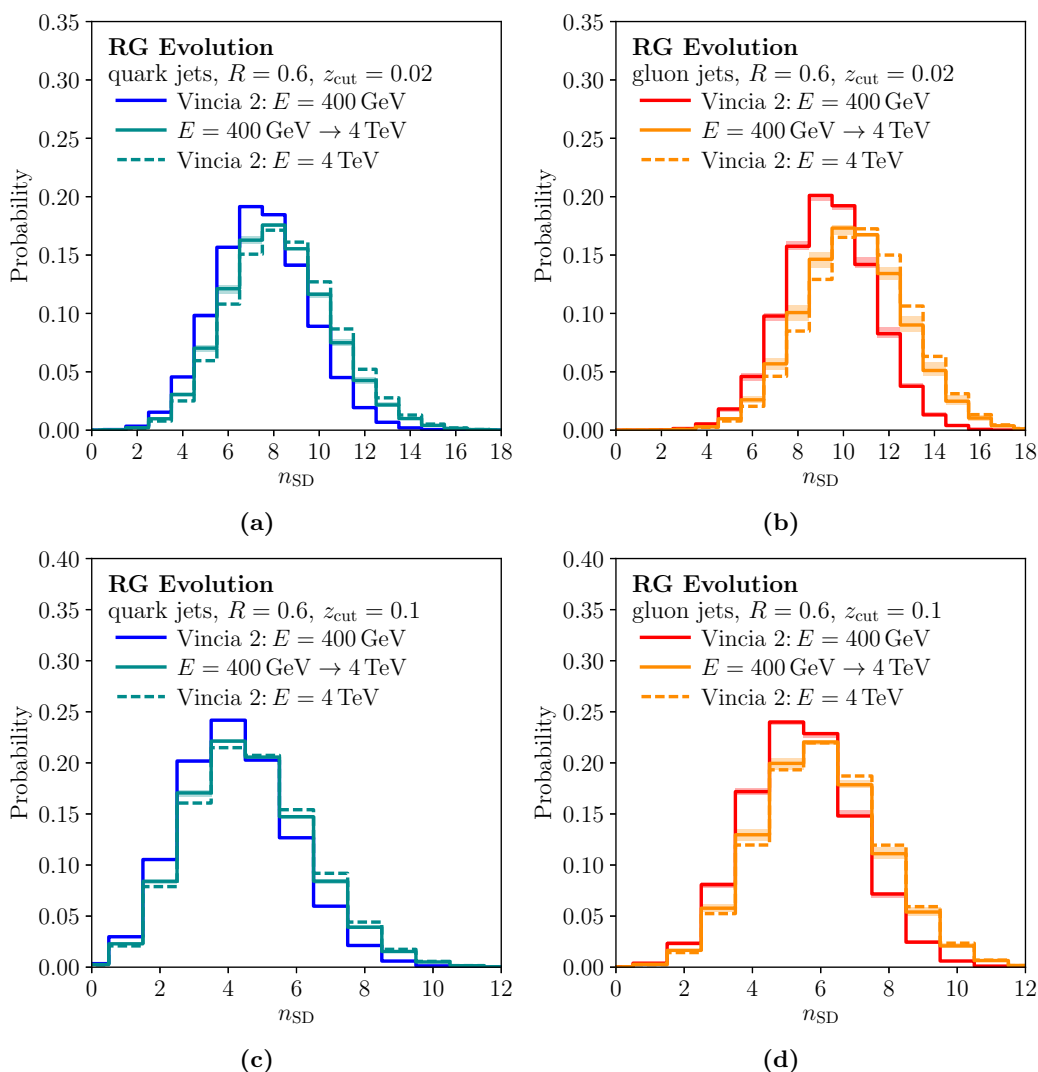 RG Evolution
quark jets, R = 0.6, z_cut = 0.02
Vincia 2: E = 400 GeV
E = 400 GeV → 4 TeV
Vincia 2: E = 4 TeV
Probability
0.35
0.30
0.25
0.20
0.15
0.10
0.05
0.00
0 2 4 6 8 10 12 14 16 18
n_SD
(a)
RG Evolution
gluon jets, R = 0.6, z_cut = 0.02
Vincia 2: E = 400 GeV
E = 400 GeV → 4 TeV
Vincia 2: E = 4 TeV
Probability
0.35
0.30
0.25
0.20
0.15
0.10
0.05
0.00
0 2 4 6 8 10 12 14 16 18
n_SD
(b)
RG Evolution
quark jets, R = 0.6, z_cut = 0.1
Vincia 2: E = 400 GeV
E = 400 GeV → 4 TeV
Vincia 2: E = 4 TeV
Probability
0.40
0.35
0.30
0.25
0.20
0.15
0.10
0.05
0.00
0 2 4 6 8 10 12
n_SD
(c)
RG Evolution
gluon jets, R = 0.6, z_cut = 0.1
Vincia 2: E = 400 GeV
E = 400 GeV → 4 TeV
Vincia 2: E = 4 TeV
Probability
0.40
0.35
0.30
0.25
0.20
0.15
0.10
0.05
0.00
0 2 4 6 8 10 12
n_SD
(d)